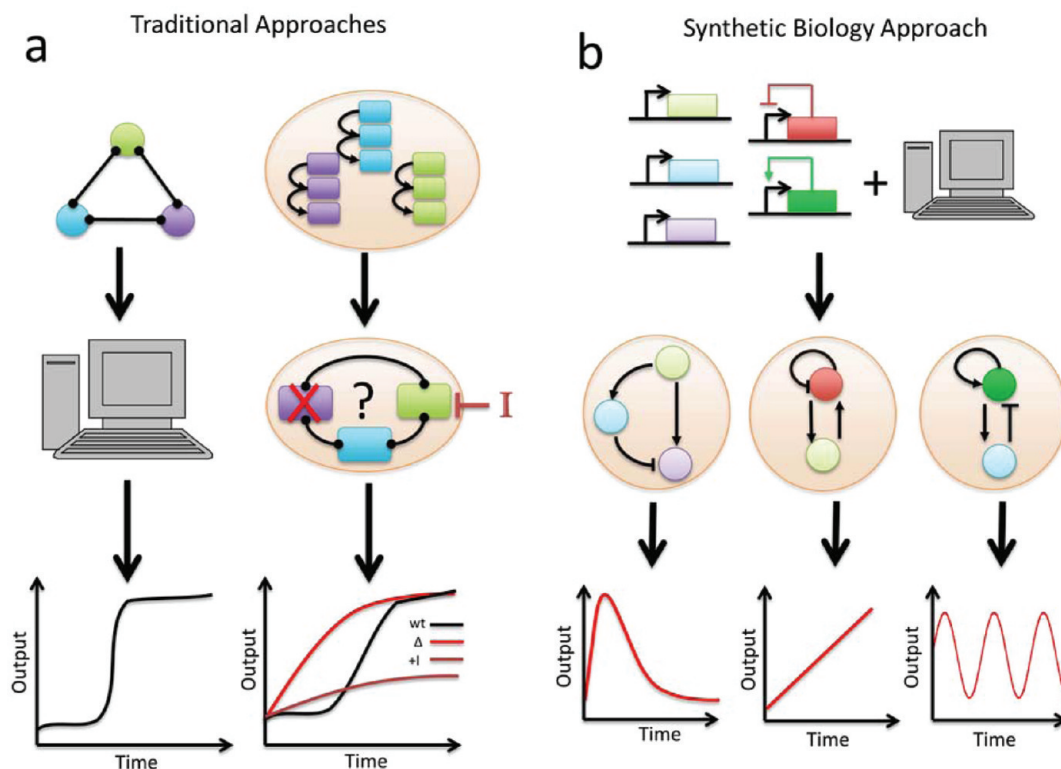 Traditional Approaches
a
?
I
Output
Time
Output
wt
Δ
+I
Time
Synthetic Biology Approach
b
+
Output
Time
Output
Time
Output
Time